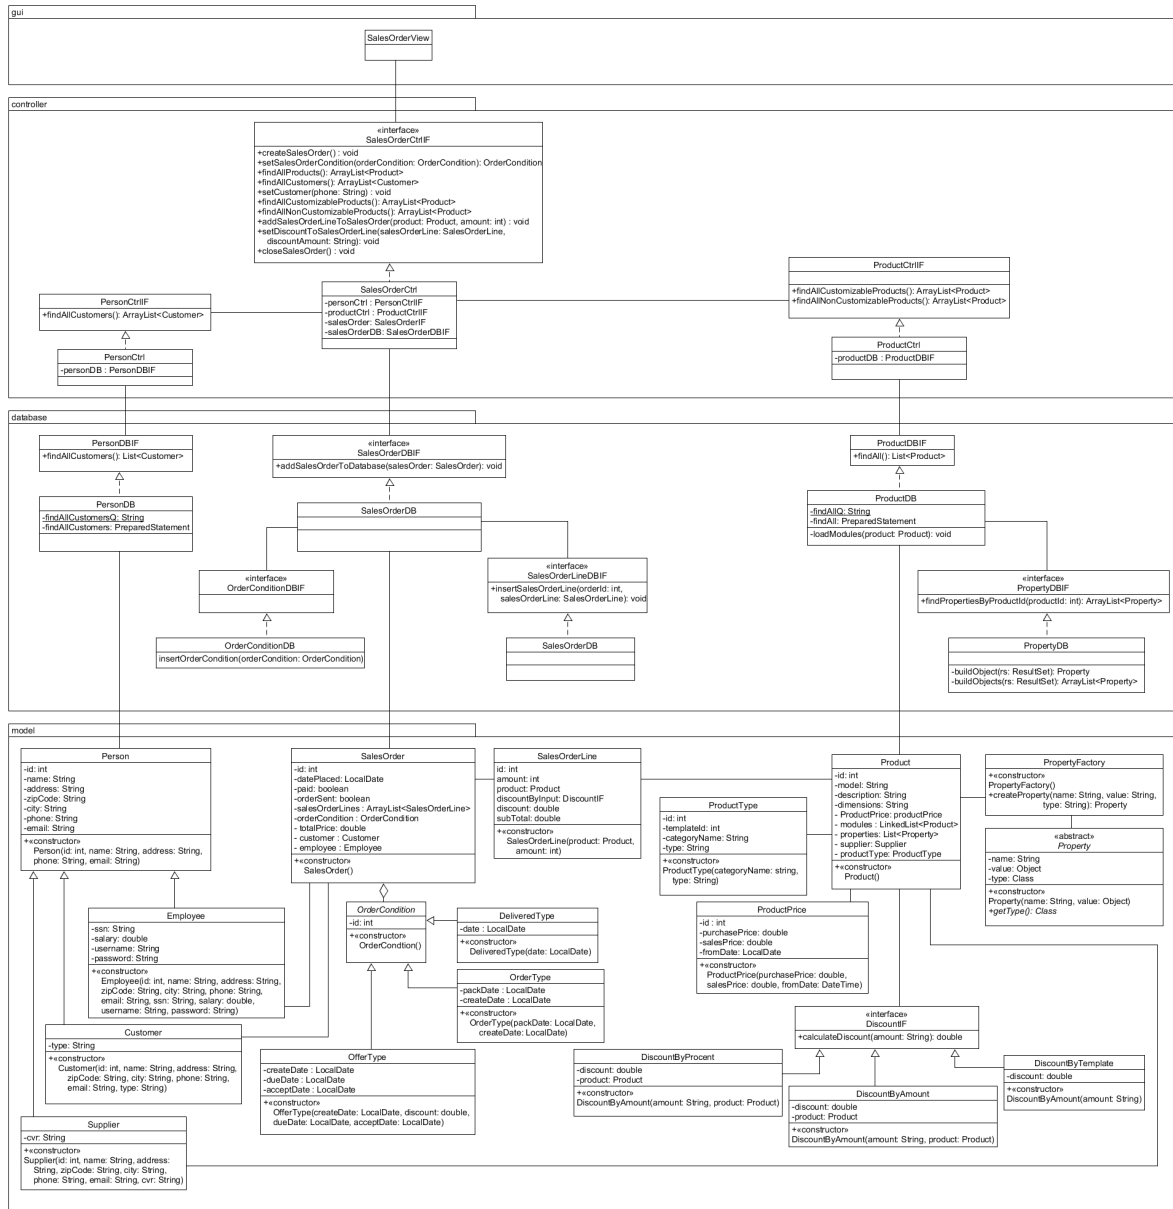 gui
SalesOrderView
controller
«interface»
SalesOrderCtrlIF
+createSalesOrder() : void
+setSalesOrderCondition(orderCondition: OrderCondition): OrderCondition
+findAllProducts(): ArrayList<Product>
+findAllCustomers(): ArrayList<Customer>
+setCustomer(phone: String) : void
+findAllCustomizableProducts(): ArrayList<Product>
+findAllNonCustomizableProducts(): ArrayList<Product>
+addSalesOrderLineToSalesOrder(product: Product, amount: int) : void
+setDiscountToSalesOrderLine(salesOrderLine: SalesOrderLine,
discountAmount: String): void
+closeSalesOrder() : void
PersonCtrlIF
+findAllCustomers(): ArrayList<Customer>
SalesOrderCtrl
-personCtrl : PersonCtrlIF
-productCtrl : ProductCtrlIF
-salesOrder: SalesOrderIF
-salesOrderDB: SalesOrderDBIF
ProductCtrlIF
+findAllCustomizableProducts(): ArrayList<Product>
+findAllNonCustomizableProducts(): ArrayList<Product>
PersonCtrl
-personDB : PersonDBIF
ProductCtrl
-productDB : ProductDBIF
database
PersonDBIF
+findAllCustomers(): List<Customer>
«interface»
SalesOrderDBIF
+addSalesOrderToDatabase(salesOrder: SalesOrder): void
ProductDBIF
+findAll(): List<Product>
PersonDB
-findAllCustomersQ: String
-findAllCustomers: PreparedStatement
SalesOrderDB
ProductDB
-findAllQ: String
-findAll: PreparedStatement
-loadModules(product: Product): void
«interface»
OrderConditionDBIF
«interface»
SalesOrderLineDBIF
+insertSalesOrderLine(orderId: int,
salesOrderLine: SalesOrderLine): void
«interface»
PropertyDBIF
+findPropertiesByProductId(productId: int): ArrayList<Property>
OrderConditionDB
insertOrderCondition(orderCondition: OrderCondition)
SalesOrderDB
PropertyDB
-buildObject(rs: ResultSet): Property
-buildObjects(rs: ResultSet): ArrayList<Property>
model
Person
-id: int
-name: String
-address: String
-zipCode: String
-city: String
-phone: String
-email: String
+«constructor»
Person(id: int, name: String, address: String,
phone: String, email: String)
SalesOrder
-id: int
-datePlaced: LocalDate
-paid: boolean
-orderSent: boolean
-salesOrderLines : ArrayList<SalesOrderLine>
-orderCondition : OrderCondition
- totalPrice: double
- customer : Customer
- employee : Employee
+«constructor»
SalesOrder()
SalesOrderLine
id: int
amount: int
product: Product
discountByInput: DiscountIF
discount: double
subTotal: double
+«constructor»
SalesOrderLine(product: Product,
amount: int)
Product
-id: int
-model: String
-description: String
-dimensions: String
- ProductPrice: productPrice
- modules : LinkedList<Product>
- properties: List<Property>
- supplier: Supplier
- productType: ProductType
+«constructor»
Product()
PropertyFactory
+«constructor»
PropertyFactory()
+createProperty(name: String, value: String,
type: String): Property
ProductType
-id: int
-templateId: int
-categoryName: String
-type: String
+«constructor»
ProductType(categoryName: string,
type: String)
«abstract»
Property
-name: String
-value: Object
-type: Class
+«constructor»
Property(name: String, value: Object)
+getType(): Class
Employee
-ssn: String
-salary: double
-username: String
-password: String
+«constructor»
Employee(id: int, name: String, address: String,
zipCode: String, city: String, phone: String,
email: String, ssn: String, salary: double,
username: String, password: String)
OrderCondition
-id: int
+«constructor»
OrderCondtion()
DeliveredType
-date : LocalDate
+«constructor»
DeliveredType(date: LocalDate)
ProductPrice
-id : int
-purchasePrice: double
-salesPrice: double
-fromDate: LocalDate
+«constructor»
ProductPrice(purchasePrice: double,
salesPrice: double, fromDate: DateTime)
OrderType
-packDate : LocalDate
-createDate : LocalDate
+«constructor»
OrderType(packDate: LocalDate,
createDate: LocalDate)
«interface»
DiscountIF
+calculateDiscount(amount: String): double
Customer
-type: String
+«constructor»
Customer(id: int, name: String, address: String,
zipCode: String, city: String, phone: String,
email: String, type: String)
OfferType
-createDate: LocalDate
-dueDate : LocalDate
-acceptDate : LocalDate
+«constructor»
OfferType(cnreateDate: LocalDate, discount: double,
dueDate: LocalDate, acceptDate: LocalDate)
DiscountByProcent
-discount: double
-product: Product
+«constructor»
DiscountByAmount(amount: String, product: Product)
DiscountByTemplate
-discount: double
+«constructor»
DiscountByAmount(amount: String)
DiscountByAmount
-discount: double
-product: Product
+«constructor»
DiscountByAmount(amount: String, product: Product)
Supplier
-cvr: String
+«constructor»
Supplier(id: int, name: String, address:
String, zipCode: String, city: String,
phone: String, email: String, cvr: String)